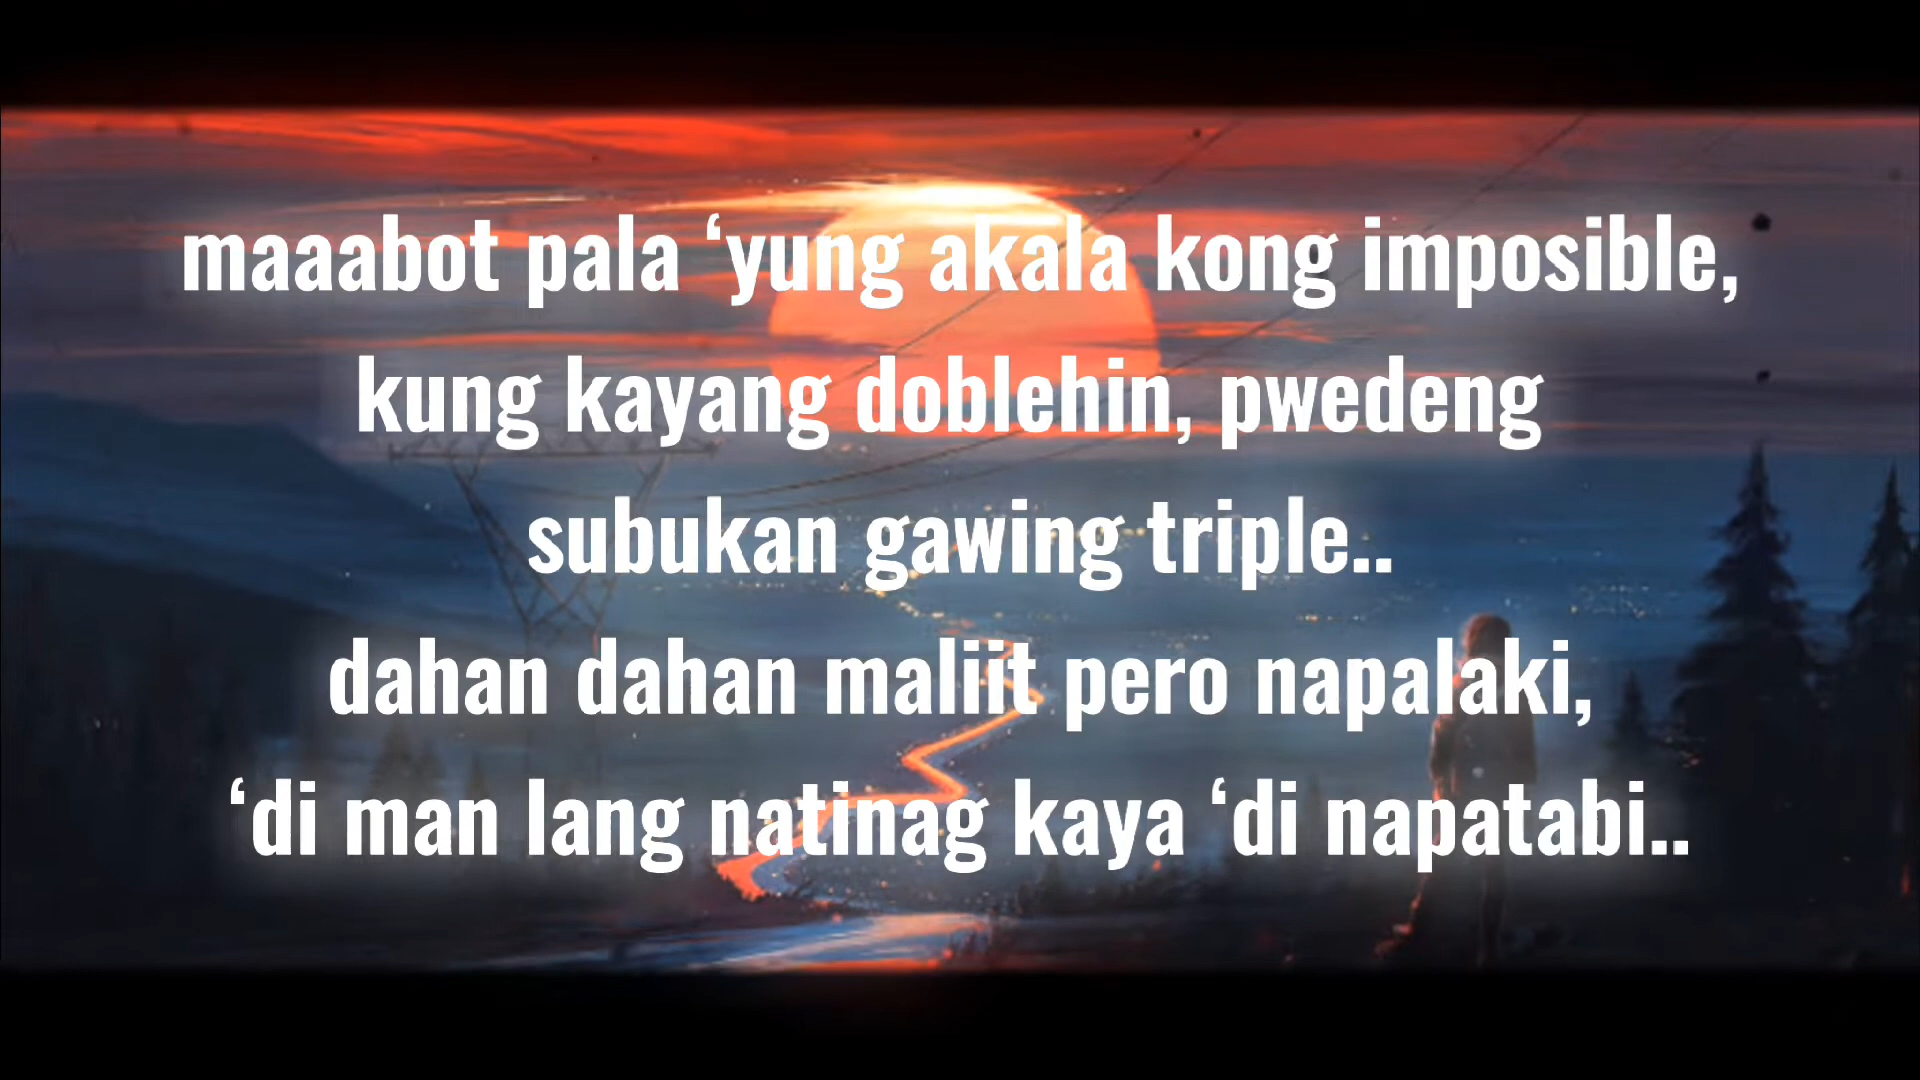 maaabot pala ‘yung akala kong imposible,
kung kayang doblehin, pwedeng
subukan gawing triple..
dahan dahan maliit pero napalaki,
‘di man lang natinag kaya ‘di napatabi..